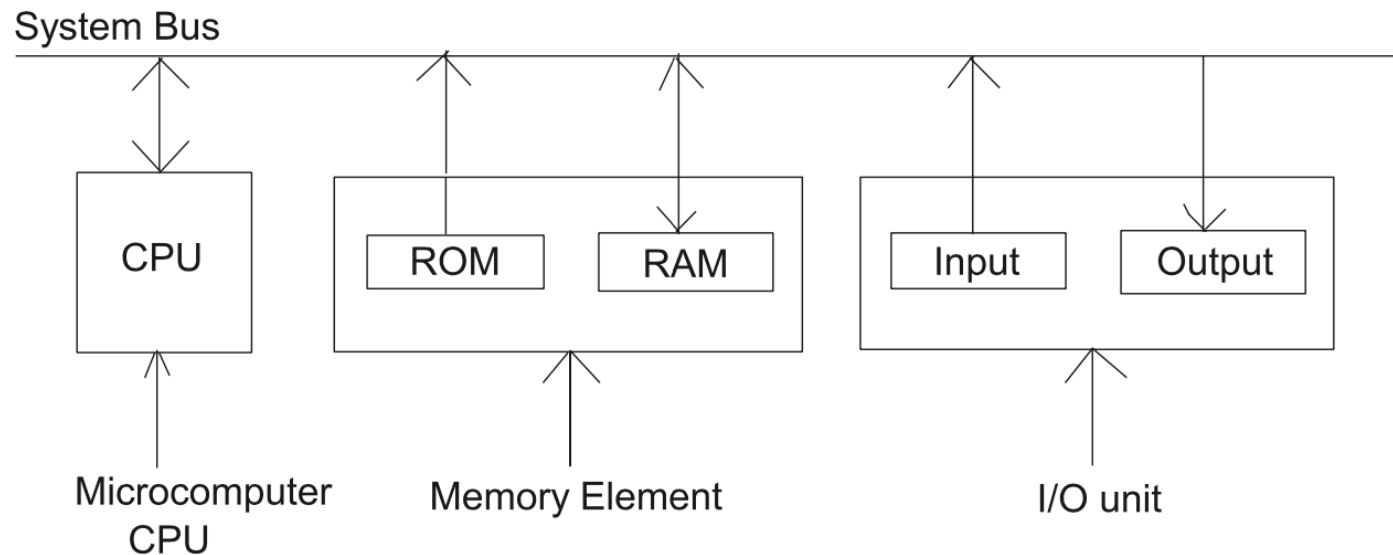 System Bus
CPU
ROM
RAM
Input
Output
Microcomputer
CPU
Memory Element
I/O unit